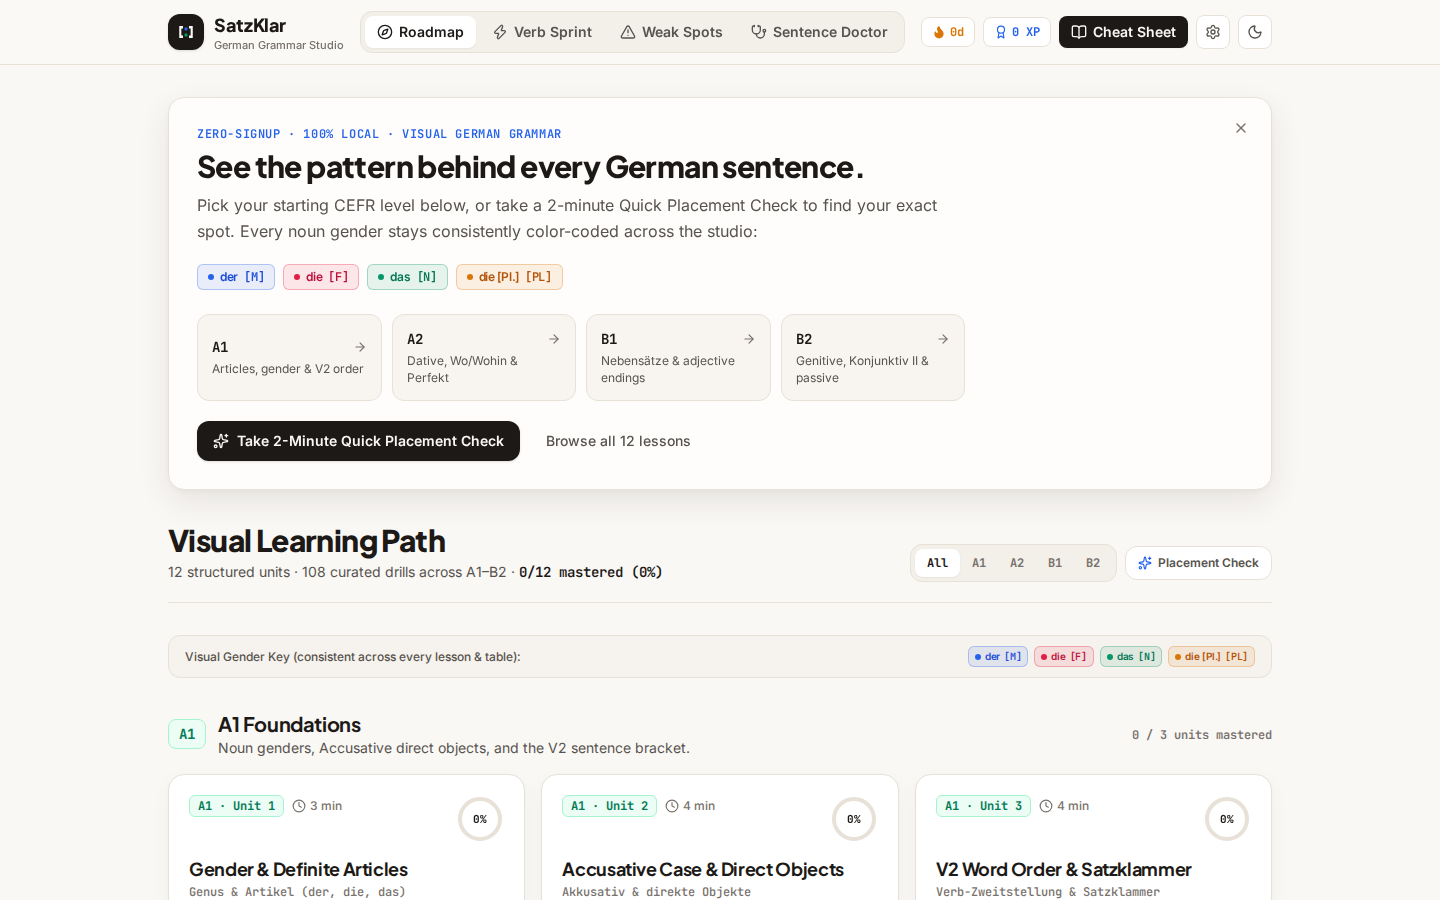 SatzKlar
German Grammar Studio
Roadmap
Verb Sprint
Weak Spots
Sentence Doctor
0d
0 XP
Cheat Sheet
ZERO-SIGNUP · 100% LOCAL · VISUAL GERMAN GRAMMAR
See the pattern behind every German sentence.
Pick your starting CEFR level below, or take a 2-minute Quick Placement Check to find your exact
spot. Every noun gender stays consistently color-coded across the studio:
der [M]
die [F]
das [N]
die [Pl.] [PL]
A1
Articles, gender & V2 order
A2
Dative, Wo/Wohin &
Perfekt
B1
Nebensätze & adjective
endings
B2
Genitive, Konjunktiv II &
passive
Take 2-Minute Quick Placement Check
Browse all 12 lessons
Visual Learning Path
12 structured units · 108 curated drills across A1–B2 · 0/12 mastered (0%)
All
A1
A2
B1
B2
Placement Check
Visual Gender Key (consistent across every lesson & table):
der [M]
die [F]
das [N]
die [Pl.] [PL]
A1
A1 Foundations
Noun genders, Accusative direct objects, and the V2 sentence bracket.
0 / 3 units mastered
A1 · Unit 1
3 min
0%
Gender & Definite Articles
Genus & Artikel (der, die, das)
A1 · Unit 2
4 min
0%
Accusative Case & Direct Objects
Akkusativ & direkte Objekte
A1 · Unit 3
4 min
0%
V2 Word Order & Satzklammer
Verb-Zweitstellung & Satzklammer